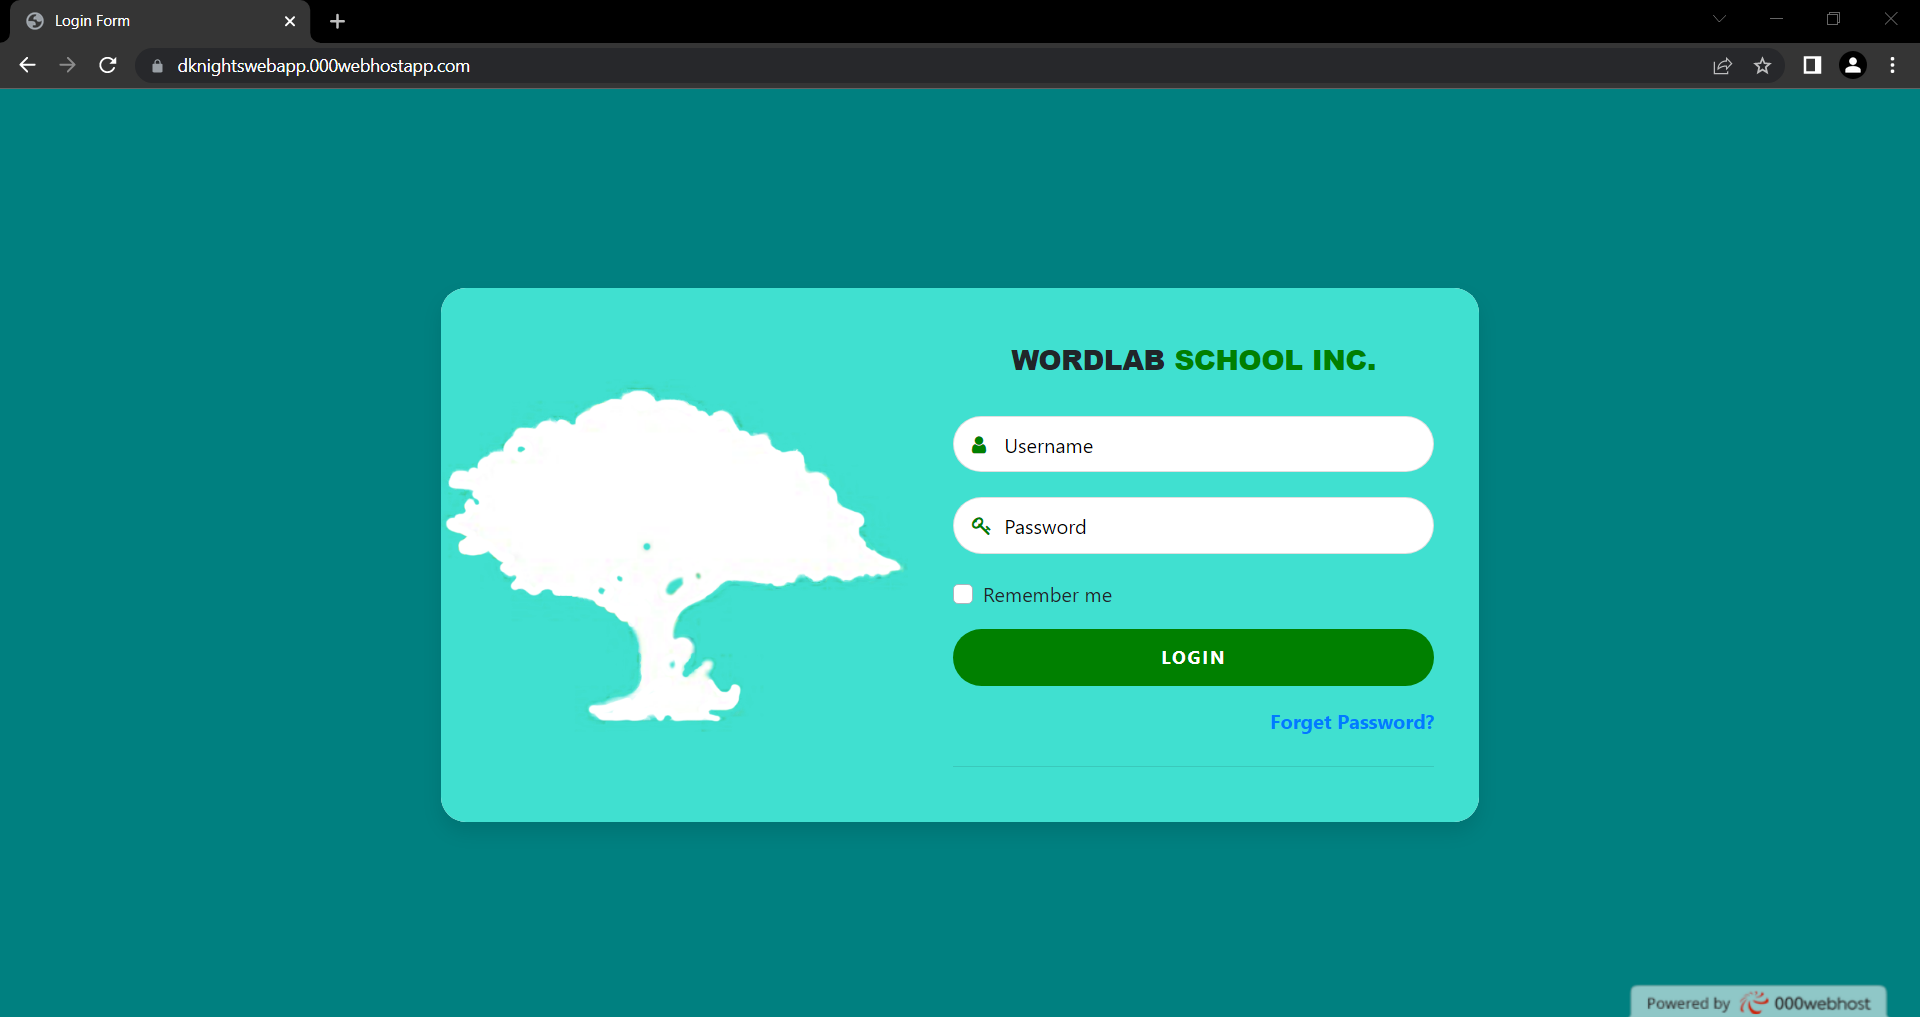 Login Form
dknightswebapp.000webhostapp.com
WORDLAB SCHOOL INC.
Username
Password
Remember me
LOGIN
Forget Password?
Powered by 000webhost